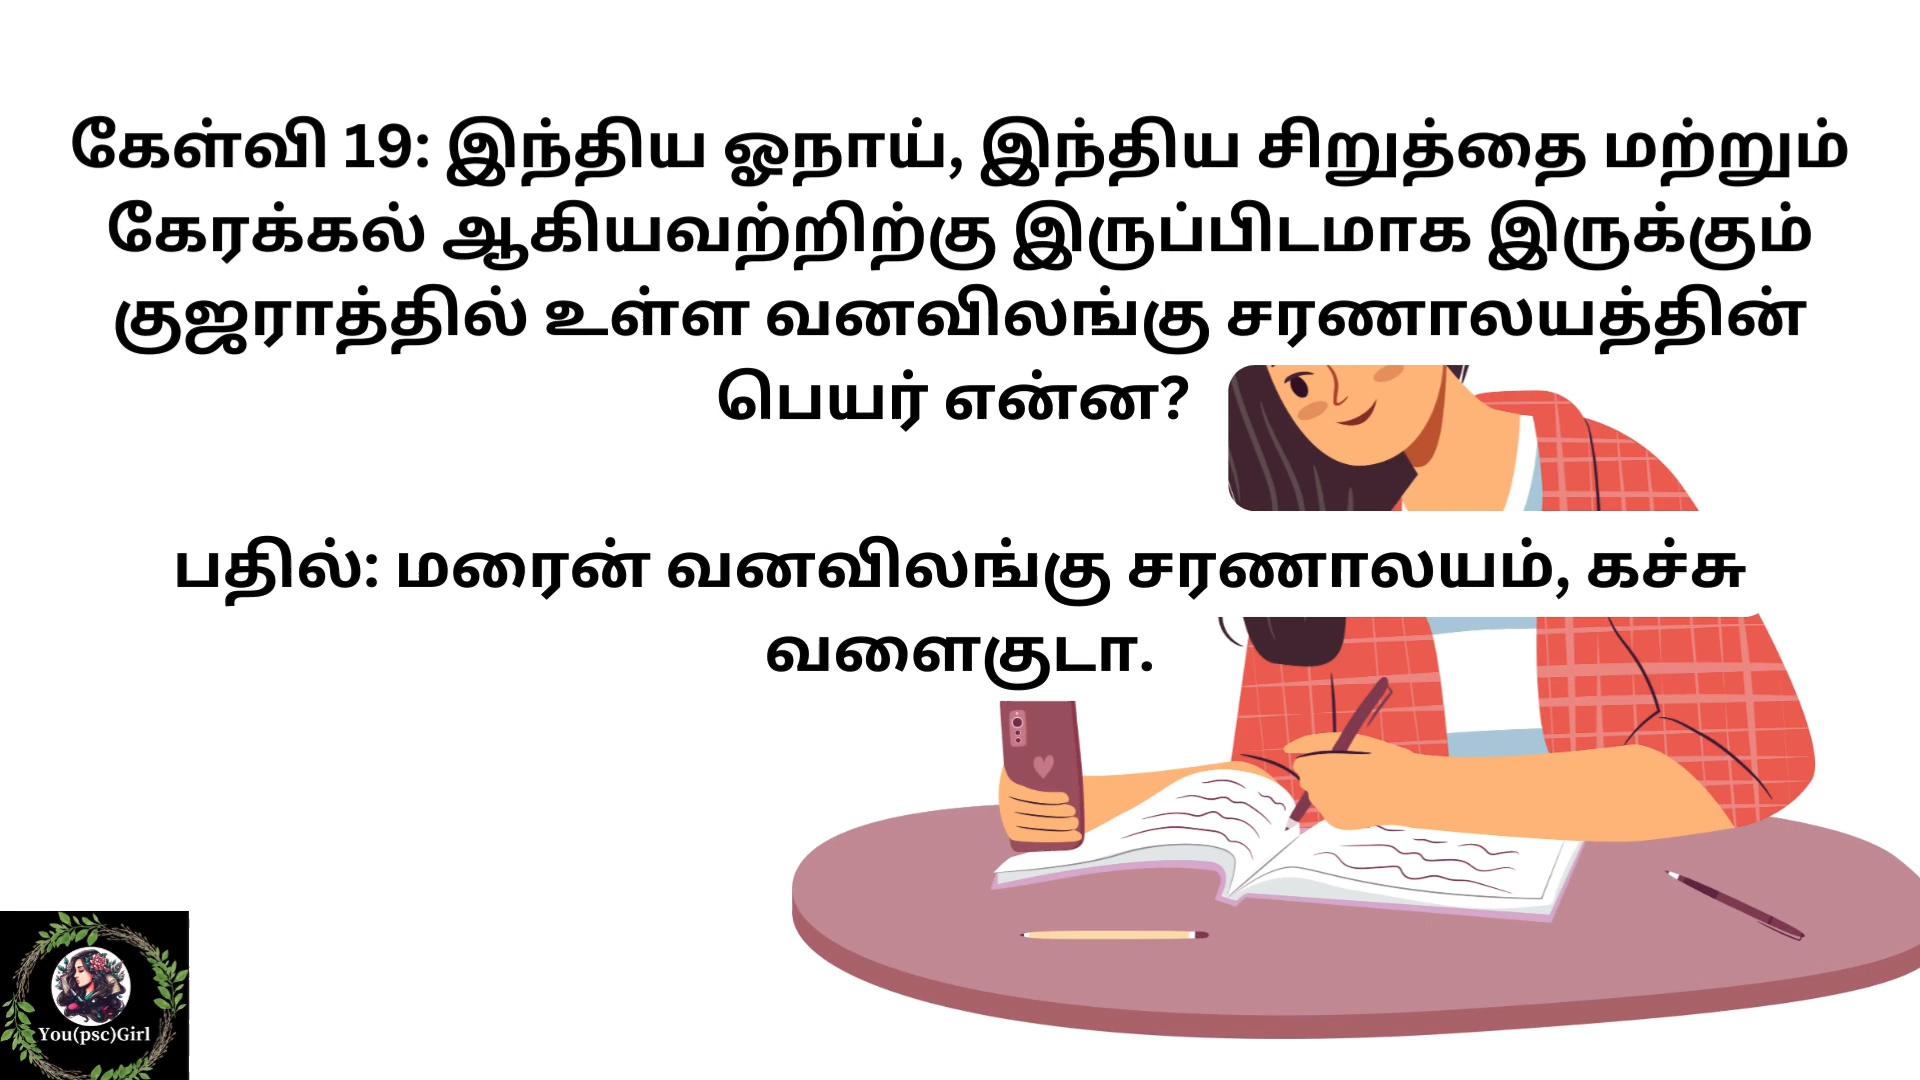 கேள்வி 19: இந்திய ஓநாய், இந்திய சிறுத்தை மற்றும்
கேரக்கல் ஆகியவற்றிற்கு இருப்பிடமாக இருக்கும்
குஜராத்தில் உள்ள வனவிலங்கு சரணாலயத்தின்
பெயர் என்ன?
பதில்: மரைன் வனவிலங்கு சரணாலயம், கச்சு
வளைகுடா.
You(psc)Girl